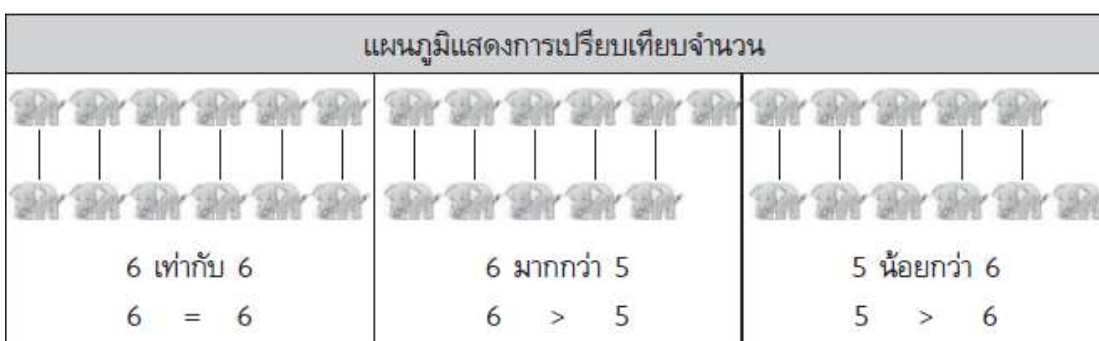 แผนภูมิแสดงการเปรียบเทียบจำนวน
6 เท่ากับ 6
6 = 6
6 มากกว่า 5
6 > 5
5 น้อยกว่า 6
5 > 6